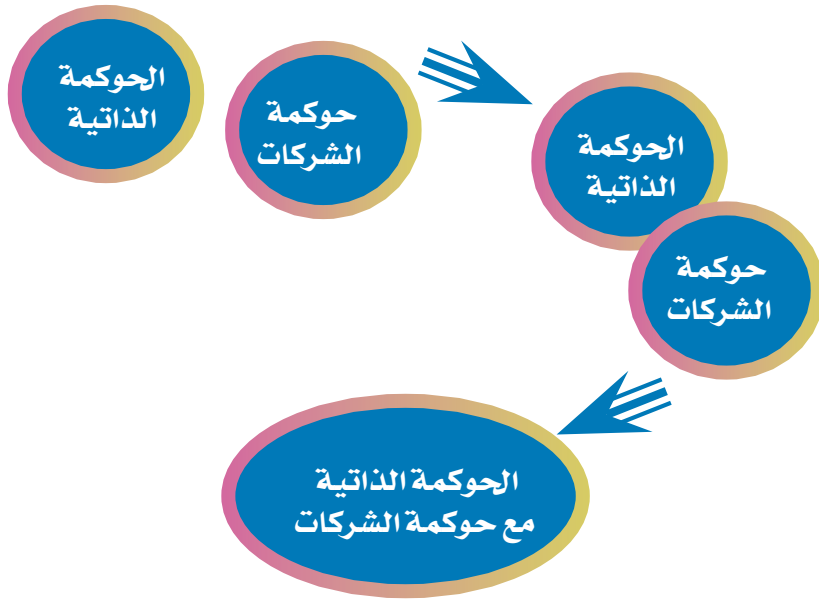 الحوكمة
الذاتية
حوكمة
الشركات
الحوكمة
الذاتية
حوكمة
الشركات
الحوكمة الذاتية
مع حوكمة الشركات